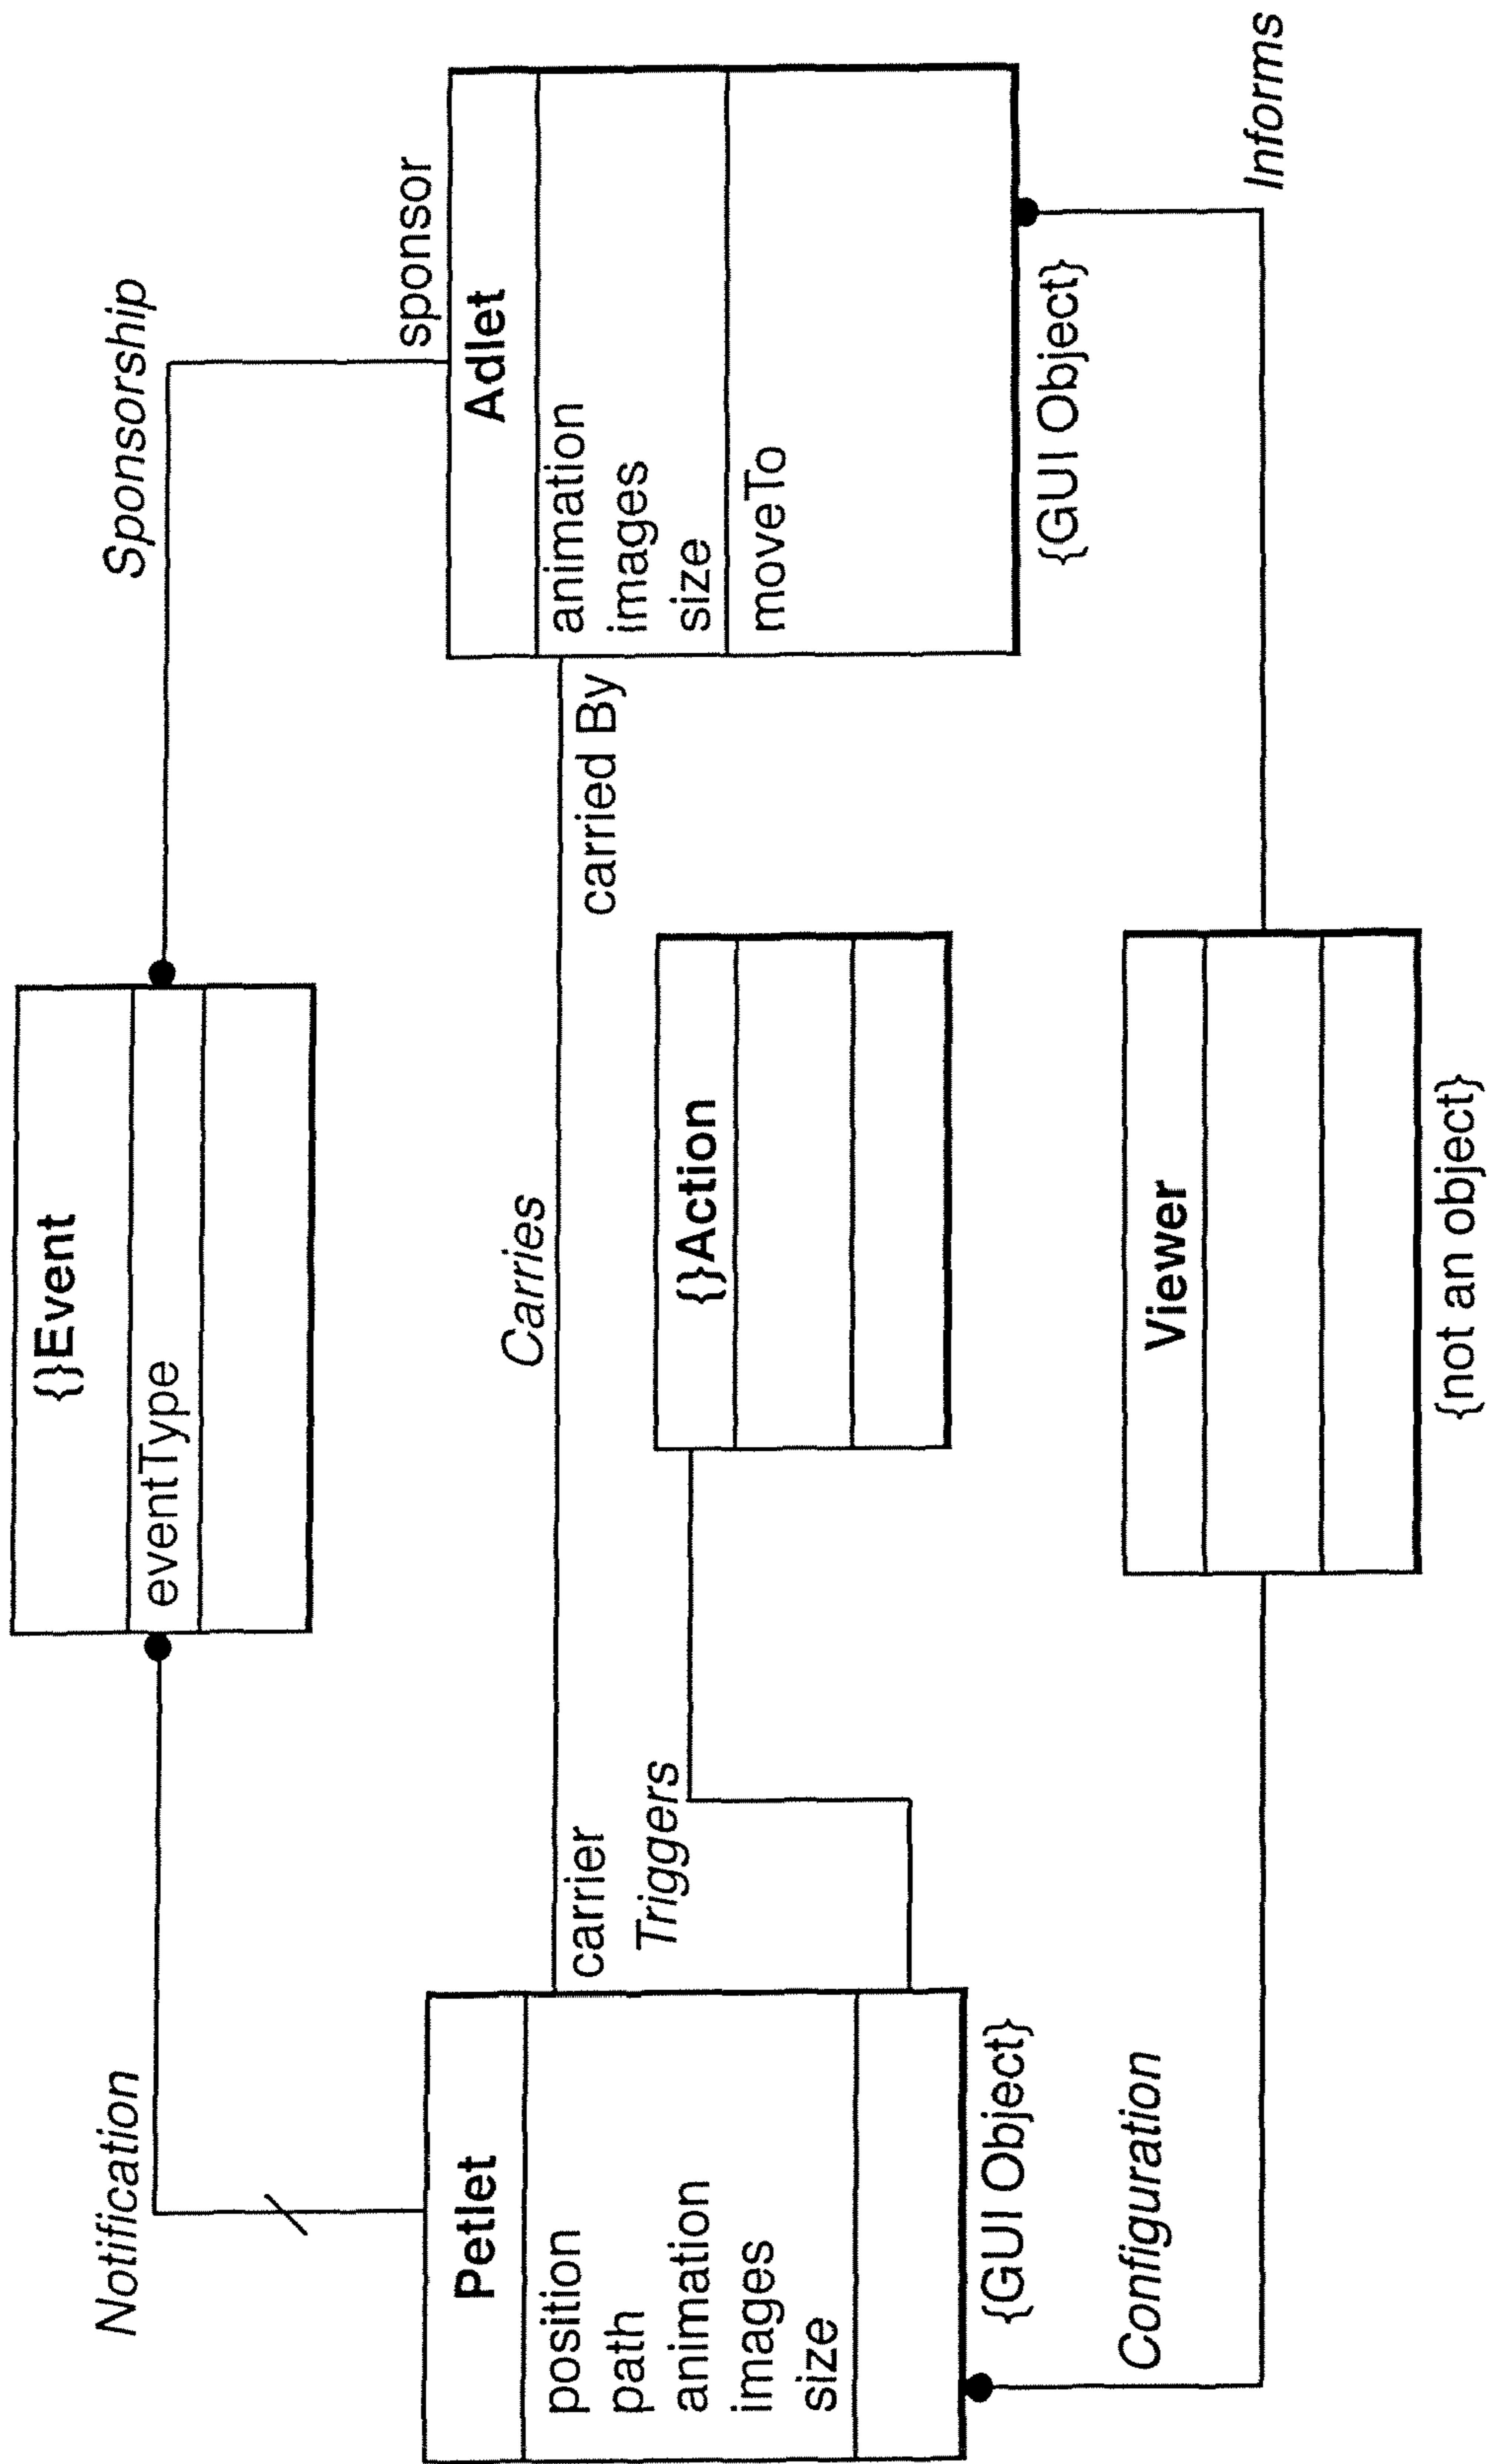 Notification
Sponsorship
{}Event
eventType
sponsor
Petlet
position
path
animation
images
size
{GUI Object}
Carries
carrier
carried By
Adlet
animation
images
size
moveTo
{GUI Object}
Triggers
{}Action
Configuration
Viewer
{not an object}
Informs